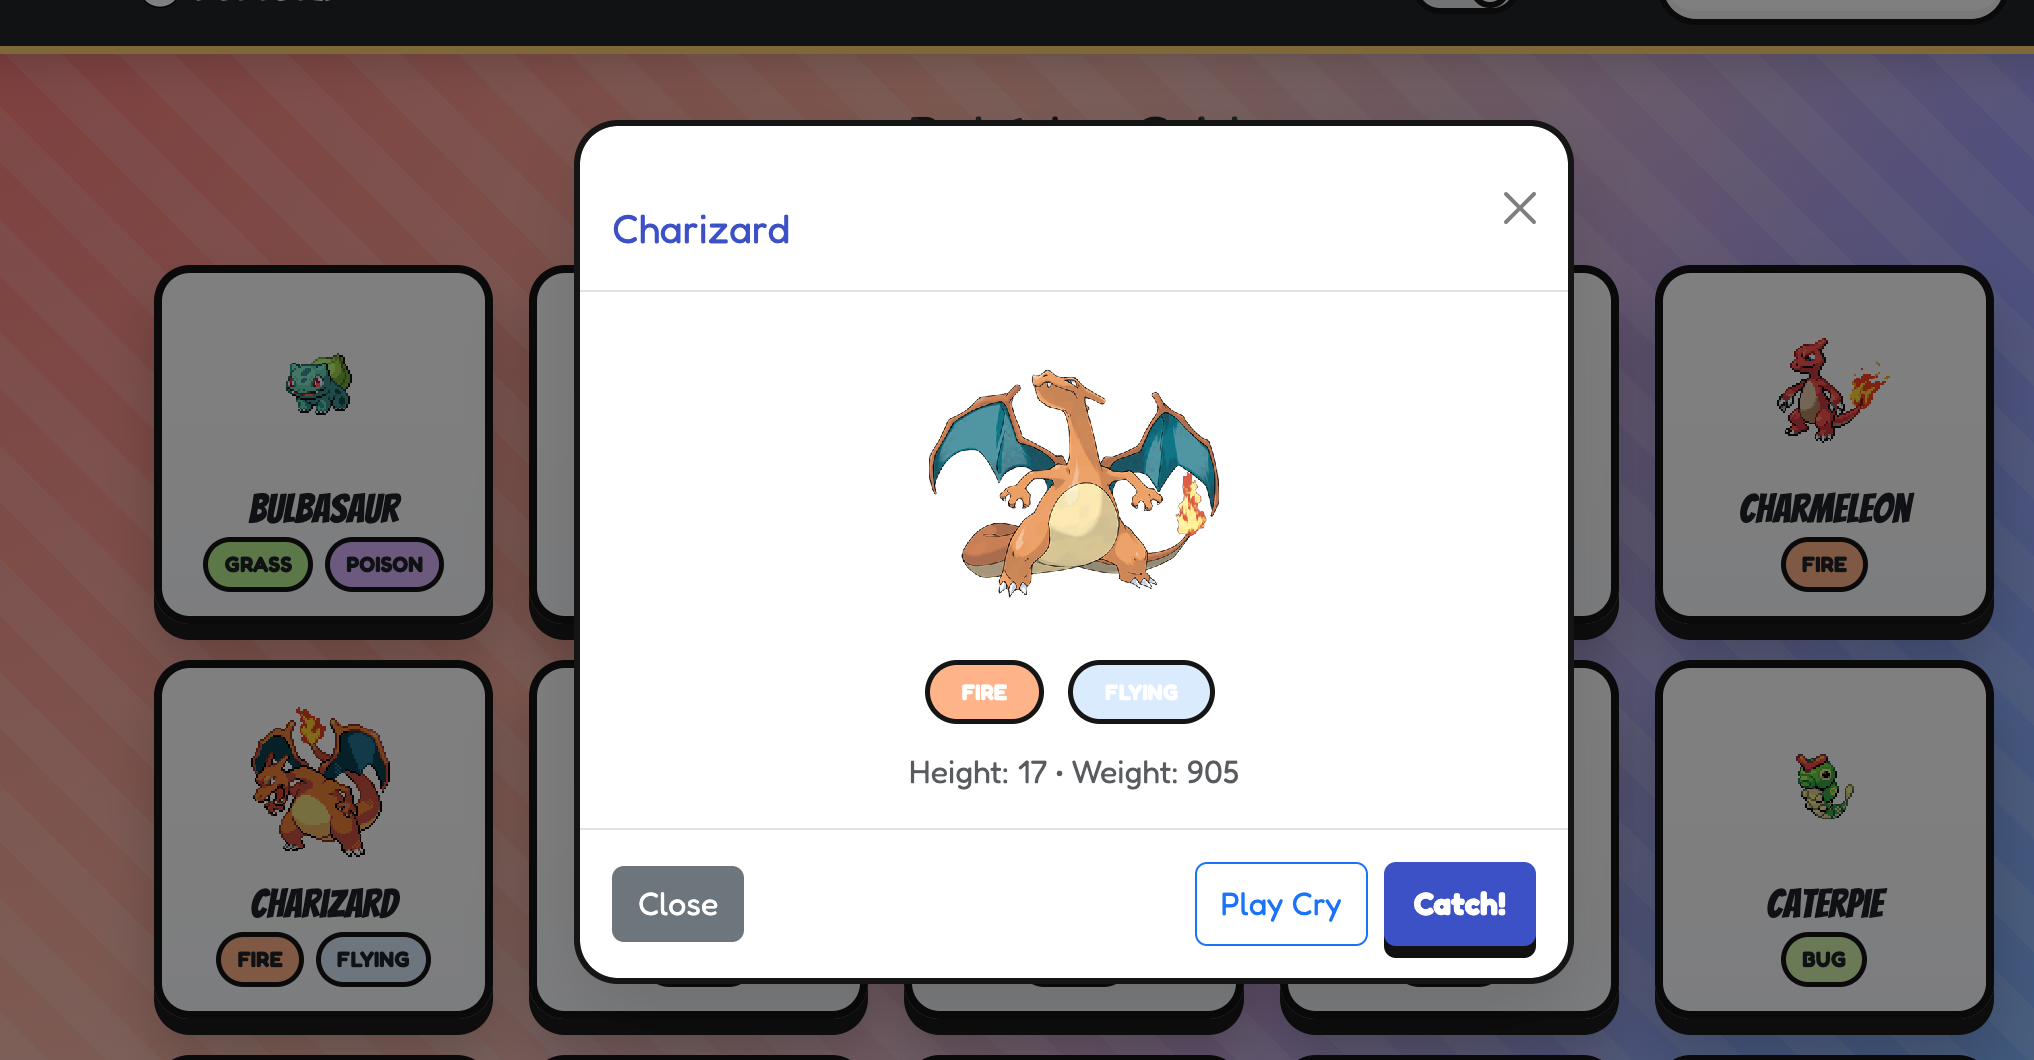 Charizard
BULBASAUR
GRASS POISON
CHARMELEON
FIRE
FIRE FLYING
Height: 17 • Weight: 905
CHARIZARD
FIRE FLYING
CATERPIE
BUG
Close Play Cry Catch!